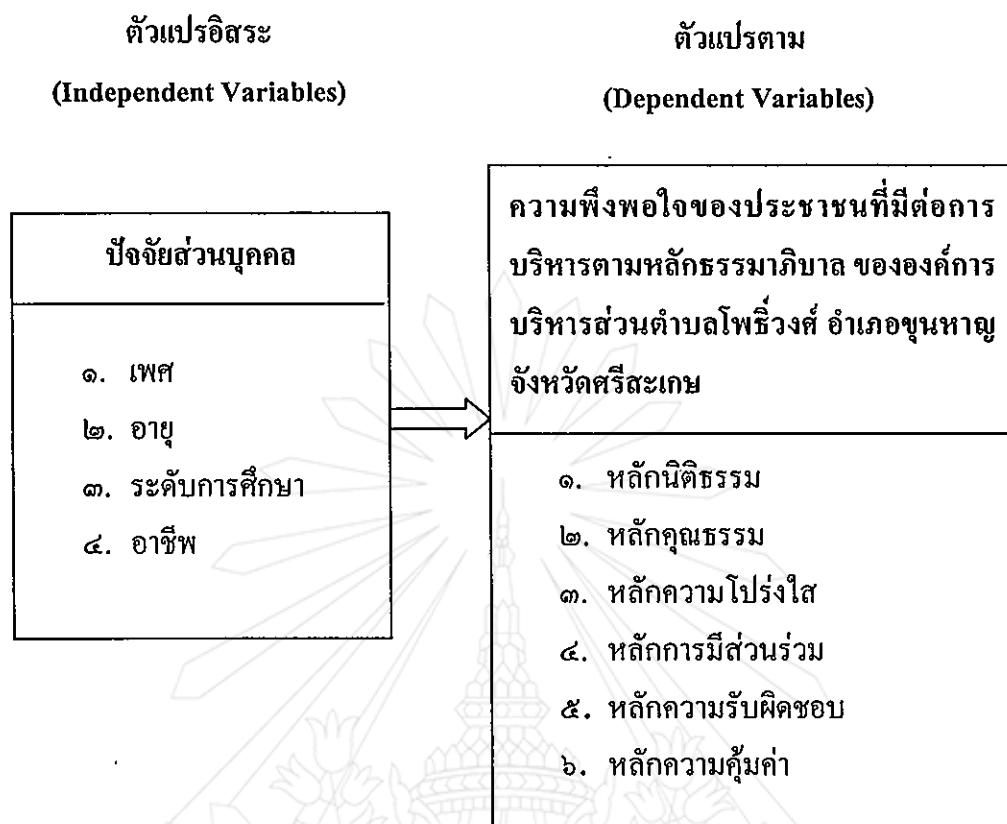 ตัวแปรอิสระ
(Independent Variables)
ปัจจัยส่วนบุคคล
๑. เพศ
๒. อายุ
๓. ระดับการศึกษา
๔. อาชีพ
ตัวแปรตาม
(Dependent Variables)
ความพึงพอใจของประชาชนที่มีต่อการ
บริหารตามหลักธรรมาภิบาล ขององค์การ
บริหารส่วนตำบลโพธิ์วงศ์ อำเภอขุนหาญ
จังหวัดศรีสะเกษ
๑. หลักนิติธรรม
๒. หลักคุณธรรม
๓. หลักความโปร่งใส
๔. หลักการมีส่วนร่วม
๕. หลักความรับผิดชอบ
๖. หลักความคุ้มค่า